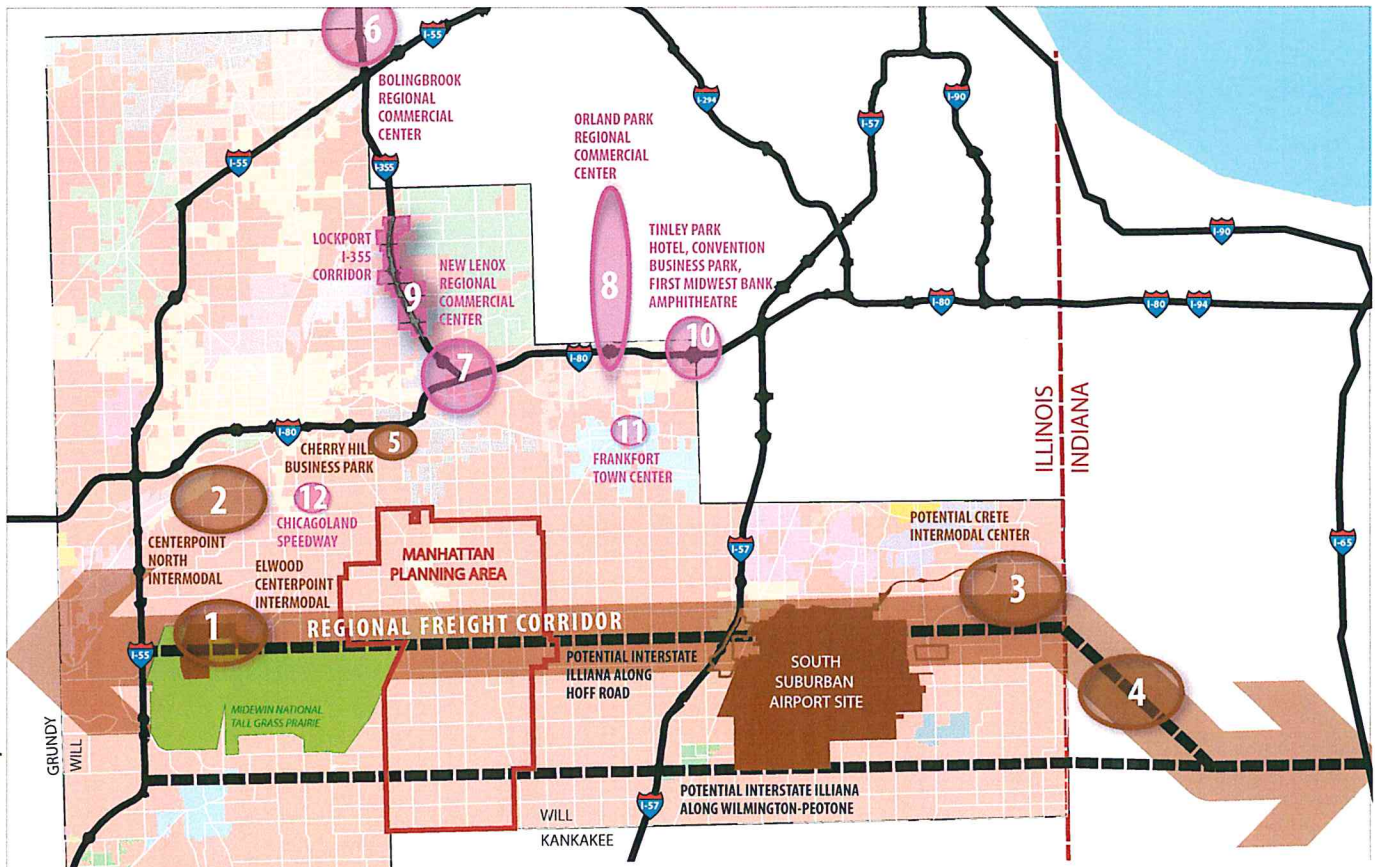 6
I-55
BOLINGBROOK
REGIONAL
COMMERCIAL
CENTER
I-294
I-90
I-57
ORLAND PARK
REGIONAL
COMMERCIAL
CENTER
I-55
I-355
LOCKPORT
I-355
CORRIDOR
9
NEW LENOX
REGIONAL
COMMERCIAL
CENTER
8
TINLEY PARK
HOTEL, CONVENTION
BUSINESS PARK,
FIRST MIDWEST BANK
AMPHITHEATRE
I-90
I-80
I-80
I-94
7
I-80
10
ILLINOIS
INDIANA
I-80
CHERRY HILL
BUSINESS PARK
5
11
FRANKFORT
TOWN CENTER
2
12
CHICAGOLAND
SPEEDWAY
CENTERPOINT
NORTH
INTERMODAL
ELWOOD
CENTERPOINT
INTERMODAL
MANHATTAN
PLANNING AREA
I-57
POTENTIAL CRETE
INTERMODAL CENTER
I-65
3
1
REGIONAL FREIGHT CORRIDOR
I-55
POTENTIAL INTERSTATE
ILLIANA ALONG
HOFF ROAD
SOUTH
SUBURBAN
AIRPORT SITE
4
MIDEWIN NATIONAL
TALL GRASS PRAIRIE
GRUNDY
WILL
POTENTIAL INTERSTATE ILLIANA
ALONG WILMINGTON-PEOTONE
I-57
WILL
KANKAKEE